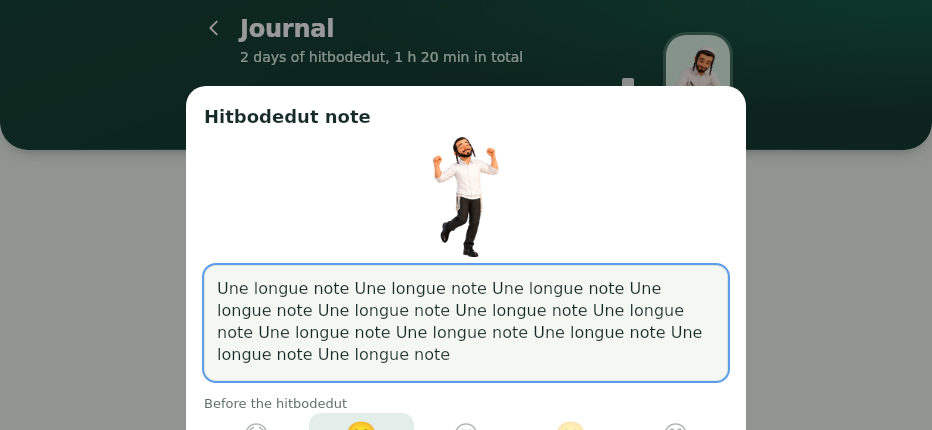 Journal
2 days of hitbodedut, 1 h 20 min in total
Hitbodedut note
Une longue note Une longue note Une longue note Une
longue note Une longue note Une longue note Une longue
note Une longue note Une longue note Une longue note Une
longue note Une longue note
Before the hitbodedut